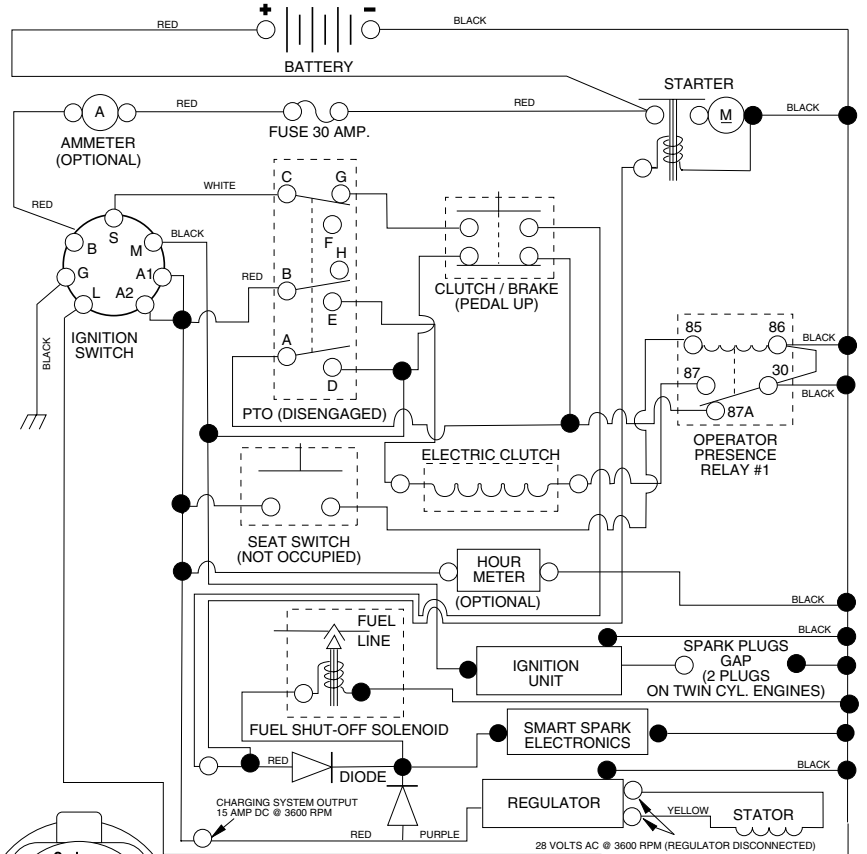 +
-
RED
BLACK
BATTERY
STARTER
A
RED
RED
M
BLACK
AMMETER
(OPTIONAL)
FUSE 30 AMP.
C
G
WHITE
RED
S
BLACK
F
B
M
H
G
A1
RED
B
CLUTCH / BRAKE
(PEDAL UP)
L
A2
E
85
86
BLACK
IGNITION
SWITCH
A
BLACK
87
30
D
BLACK
PTO (DISENGAGED)
87A
OPERATOR
PRESENCE
RELAY #1
ELECTRIC CLUTCH
SEAT SWITCH
(NOT OCCUPIED)
HOUR
METER
(OPTIONAL)
BLACK
BLACK
FUEL
LINE
IGNITION
UNIT
SPARK PLUGS
GAP
(2 PLUGS
ON TWIN CYL. ENGINES)
FUEL SHUT-OFF SOLENOID
SMART SPARK
ELECTRONICS
RED
DIODE
BLACK
CHARGING SYSTEM OUTPUT
15 AMP DC @ 3600 RPM
REGULATOR
YELLOW
STATOR
RED
PURPLE
28 VOLTS AC @ 3600 RPM (REGULATOR DISCONNECTED)